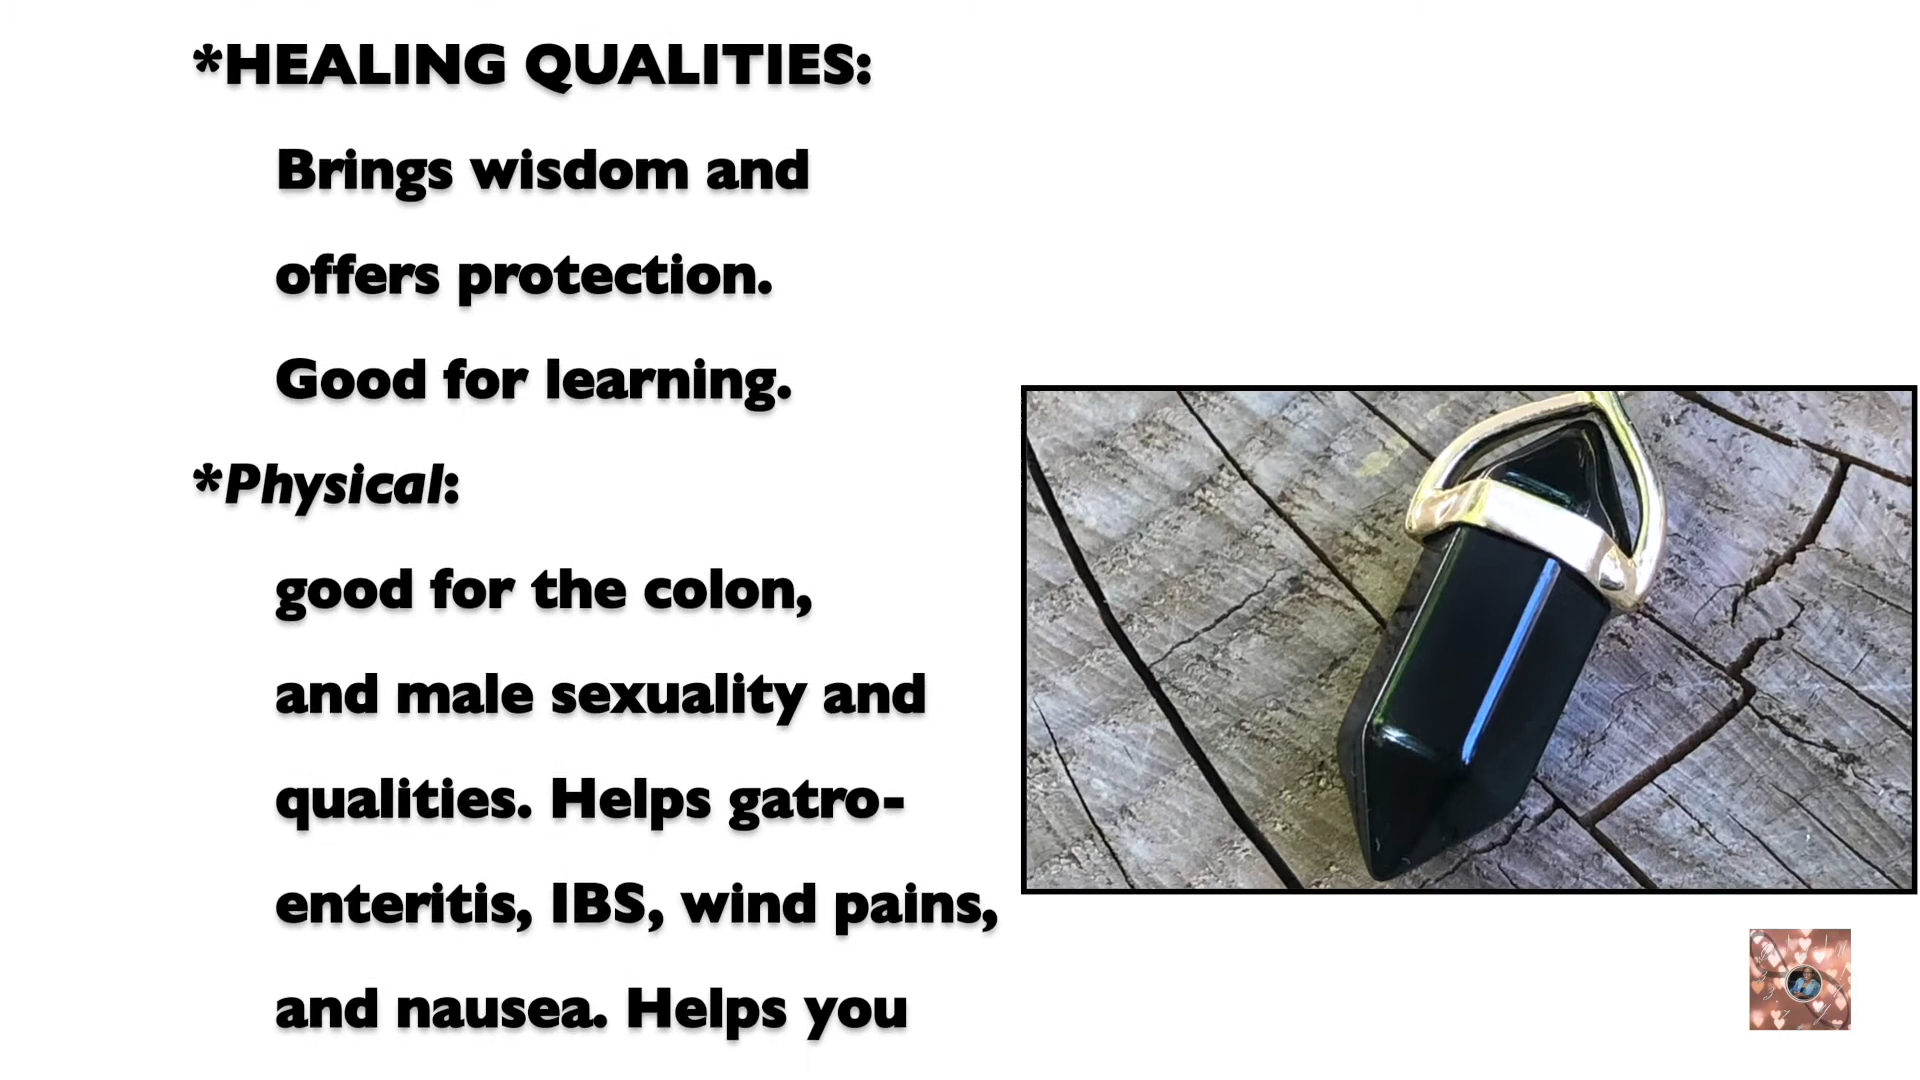 *HEALING QUALITIES:
Brings wisdom and
offers protection.
Good for learning.
*Physical:
good for the colon,
and male sexuality and
qualities. Helps gatro-
enteritis, IBS, wind pains,
and nausea. Helps you